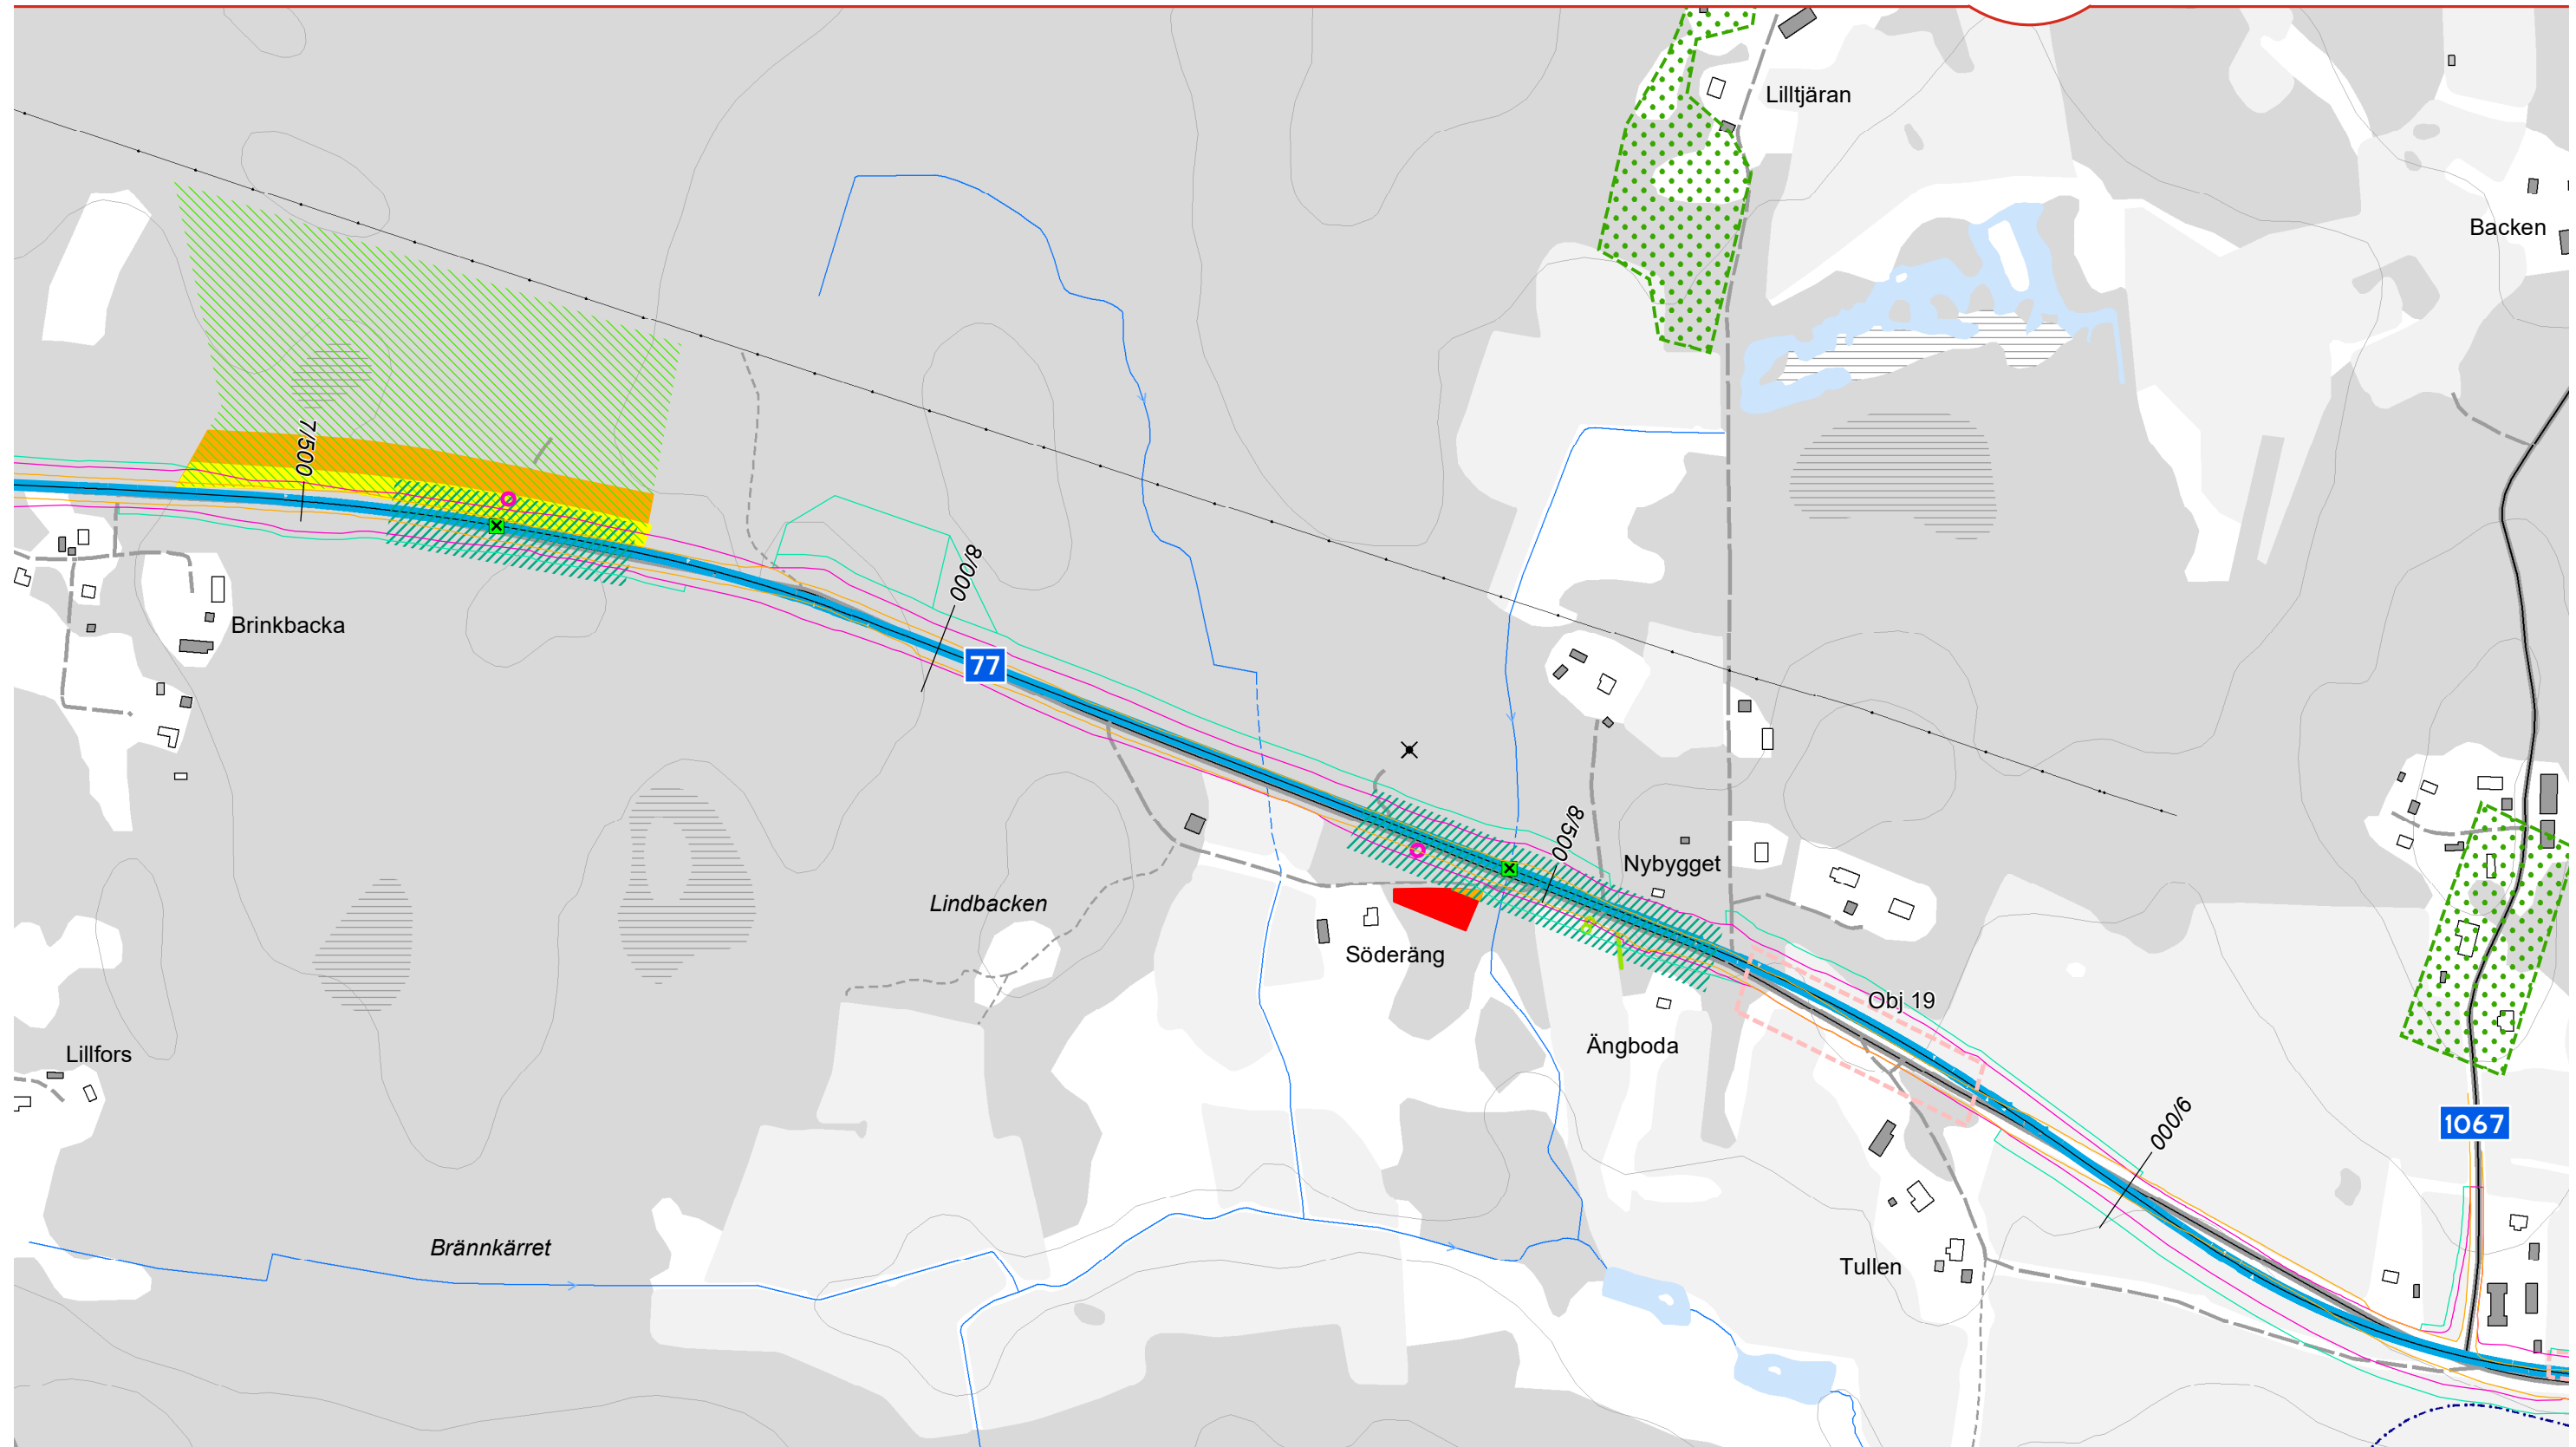 Lilltjäran
Backen
7/500
8/000
Brinkbacka
77
8/500
Nybygget
Lindbacken
Söderäng
Obj 19
Ängboda
Lillfors
9/000
1067
Brännkärret
Tullen